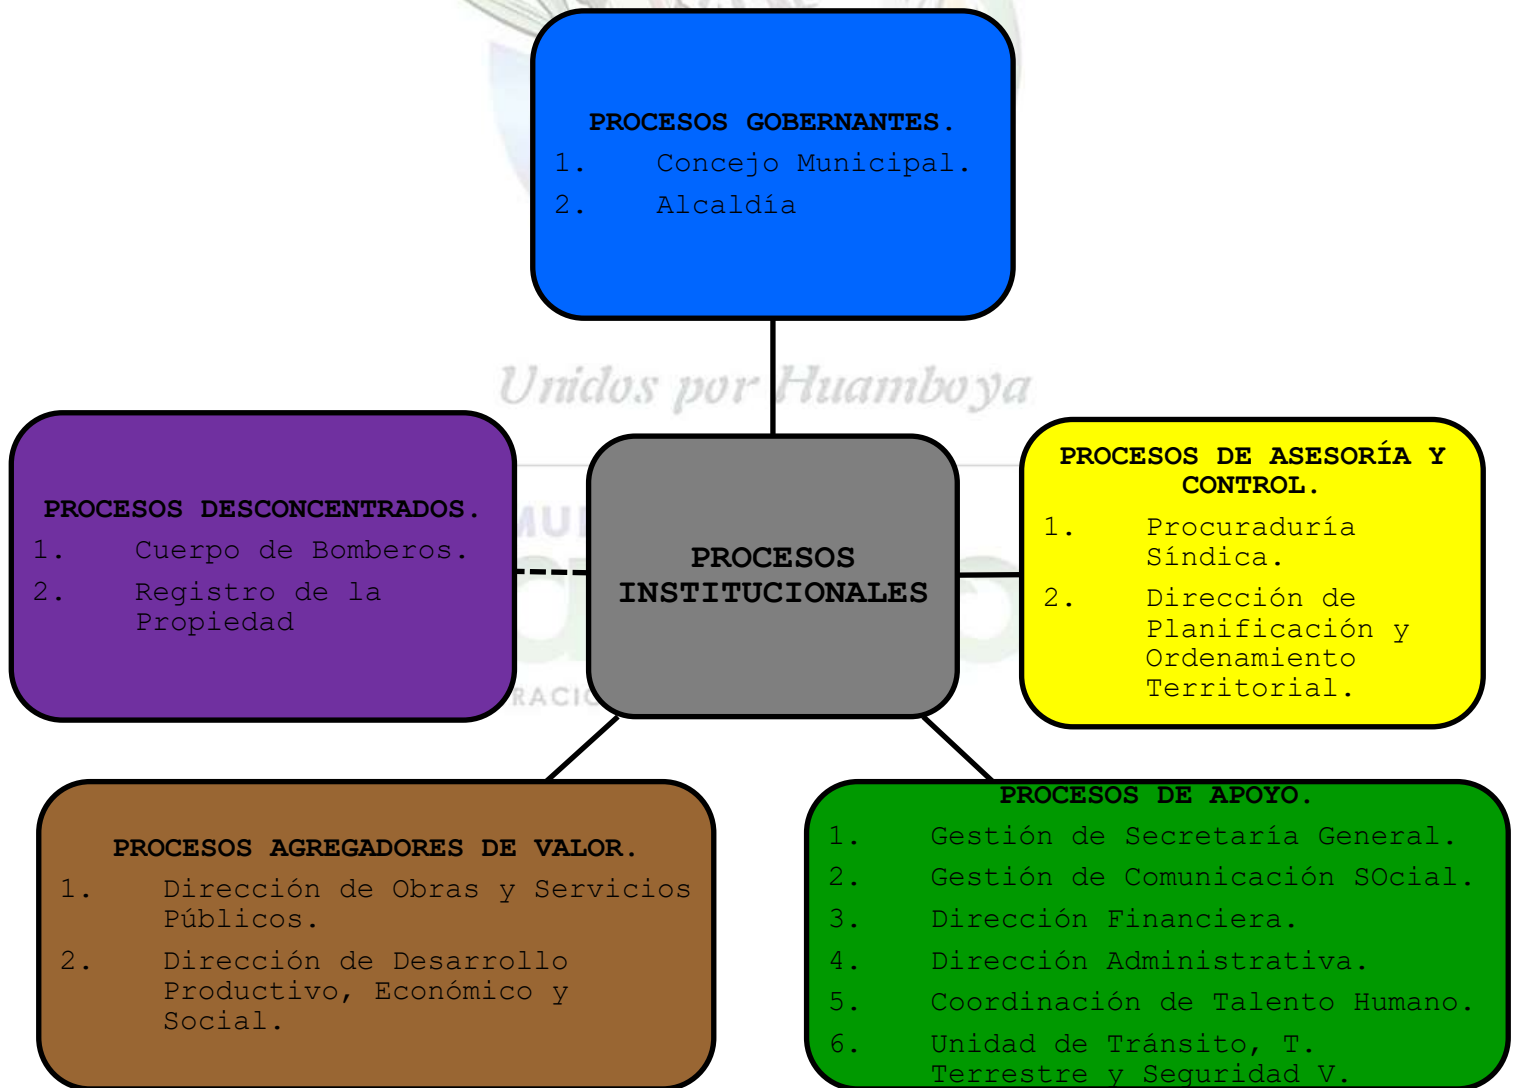 PROCESOS GOBERNANTES.
1. Concejo Municipal.
2. Alcaldía
Unidos por Huamboya
PROCESOS DESCONCENTRADOS.
1. Cuerpo de Bomberos.
2. Registro de la
Propiedad
PROCESOS
INSTITUCIONALES
PROCESOS DE ASESORÍA Y
CONTROL.
1. Procuraduría
Síndica.
2. Dirección de
Planificación y
Ordenamiento
Territorial.
PROCESOS AGREGADORES DE VALOR.
1. Dirección de Obras y Servicios
Públicos.
2. Dirección de Desarrollo
Productivo, Económico y
Social.
PROCESOS DE APOYO.
1. Gestión de Secretaría General.
2. Gestión de Comunicación SOcial.
3. Dirección Financiera.
4. Dirección Administrativa.
5. Coordinación de Talento Humano.
6. Unidad de Tránsito, T.
Terrestre y Seguridad V.